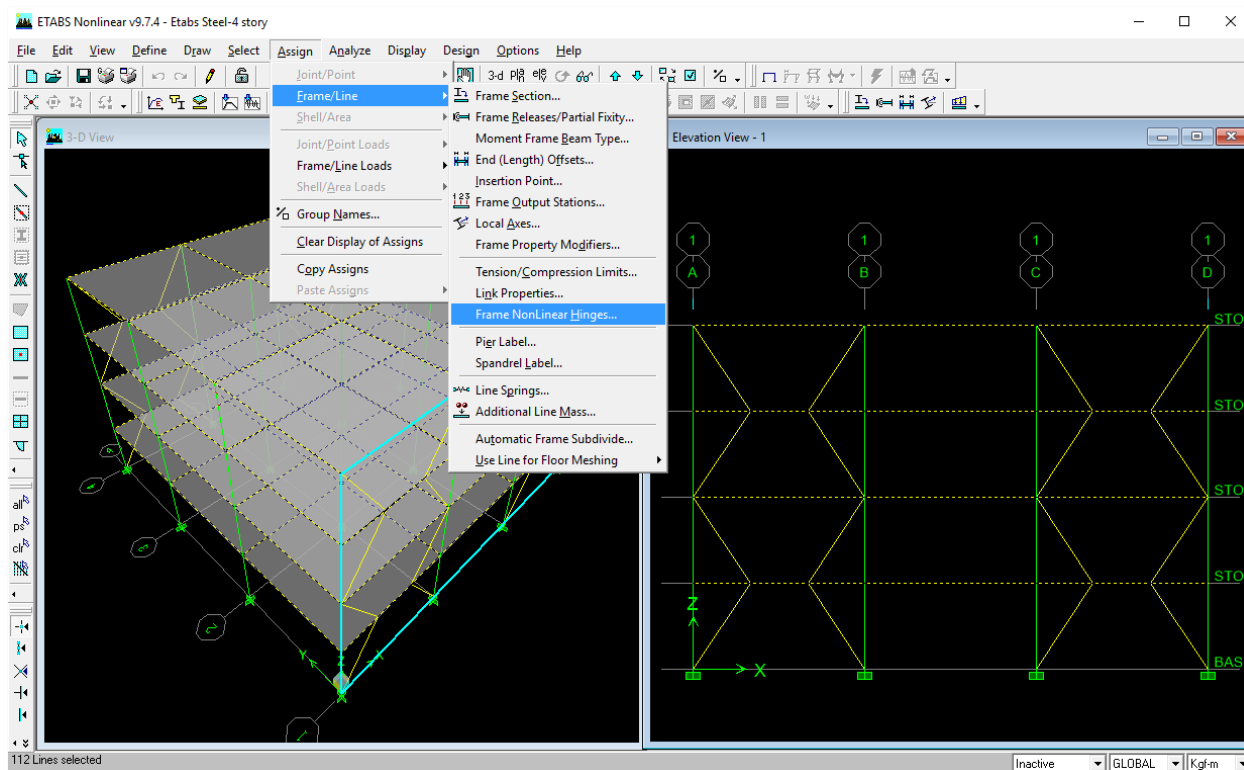 ETABS Nonlinear v9.7.4 - Etabs Steel-4 story
File Edit View Define Draw Select Assign Analyze Display Design Options Help
3-d
Joint/Point
Frame/Line
Shell/Area
Joint/Point Loads
Frame/Line Loads
Shell/Area Loads
Group Names...
Clear Display of Assigns
Copy Assigns
Paste Assigns
Frame Section...
Frame Releases/Partial Fixity...
Moment Frame Beam Type...
End (Length) Offsets...
Insertion Point...
Frame Output Stations...
Local Axes...
Frame Property Modifiers...
Tension/Compression Limits...
Link Properties...
Frame NonLinear Hinges...
Pier Label...
Spandrel Label...
Line Springs...
Additional Line Mass...
Automatic Frame Subdivide...
Use Line for Floor Meshing
all
ps
clr
3-D View
2
1
X
Y
Z
Elevation View - 1
1 1 1 1
A B C D
STO
STO
STO
STO
BAS
Z
X
112 Lines selected
Inactive
GLOBAL
Kgf-m